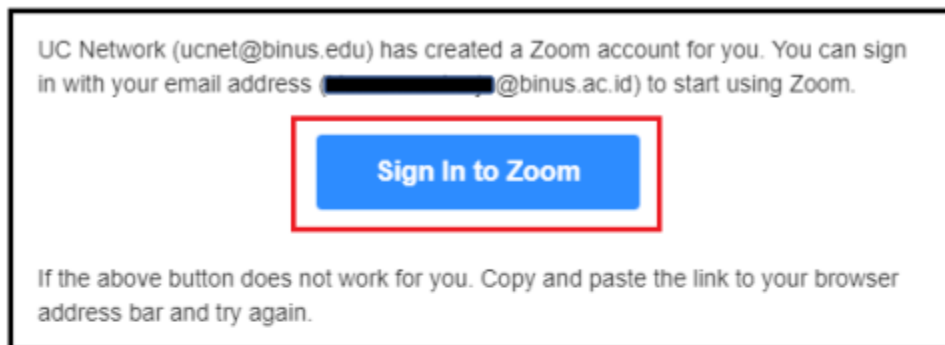 UC Network (ucnet@binus.edu) has created a Zoom account for you. You can sign
in with your email address (@binus.ac.id) to start using Zoom.
Sign In to Zoom
If the above button does not work for you. Copy and paste the link to your browser
address bar and try again.